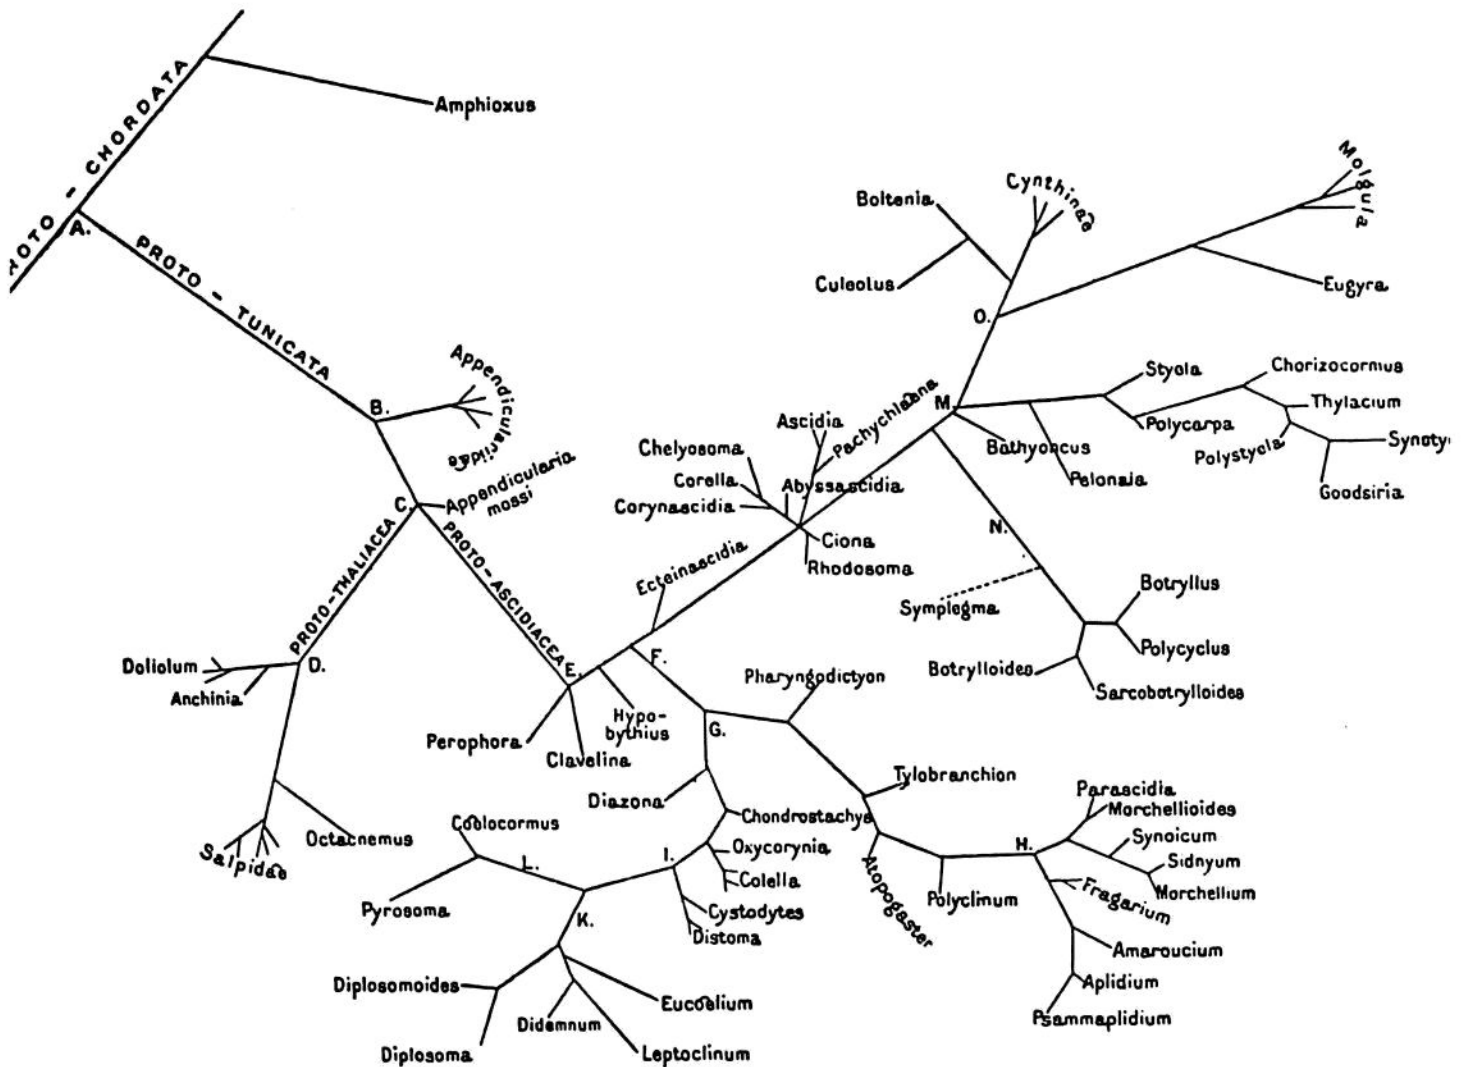 Amphioxus
OTO - CHORDATA
A.
PROTO - TUNICATA
B.
Appendiculariidae
C.
Appendicularia
mossi
PROTO-THALIACEA
PROTO-ASCIDIACEA
D.
Doliolum
Anchinia
Octacnemus
Salpidae
E.
Perophora
Clavelina
Hypo-
bythius
F.
Ecteinascidia
Chelyosoma
Corella
Corynascidia
Ascidia
Pachychlaena
Abyssascidia
Ciona
Rhodosoma
Boltenia
Culeolus
Cynthinae
Molgula
Eugyra
O.
M.
Styela
Chorizocormus
Thylacium
Polycarpa
Polystyela
Synsty
Goodsiria
Bathyoncus
Pelonaia
N.
Symplegma
Botryllus
Polycyclus
Botrylloides
Sarcobotrylloides
Pharyngodictyon
G.
Diazona
Chondrostachys
Tylobranchion
Atopogaster
Polyclinum
H.
Parascidia
Morchellioides
Synoicum
Sidnyum
Morchellium
Fragarium
Amaroucium
Aplidium
Psammaplidium
I.
Oxycorynia
Colella
Cystodytes
Distoma
Coelocormus
L.
Pyrosoma
K.
Diplosomoides
Diplosoma
Didemnum
Eucoelium
Leptoclinum